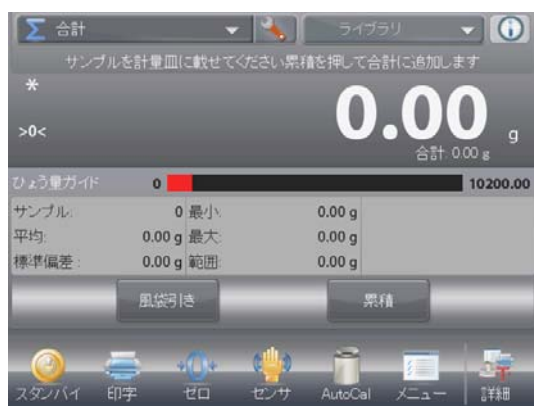 Σ 合計 ライブラリ
サンプルを計量皿に載せてください累積を押して合計に追加します
*
>0< 0.00 g
合計: 0.00 g
ひょう量ガイド 0 10200.00
サンプル: 0 最小: 0.00 g
平均: 0.00 g 最大: 0.00 g
標準偏差: 0.00 g 範囲: 0.00 g
風袋引き 累積
スタンバイ 印字 ゼロ センサ AutoCal メニュー 詳細